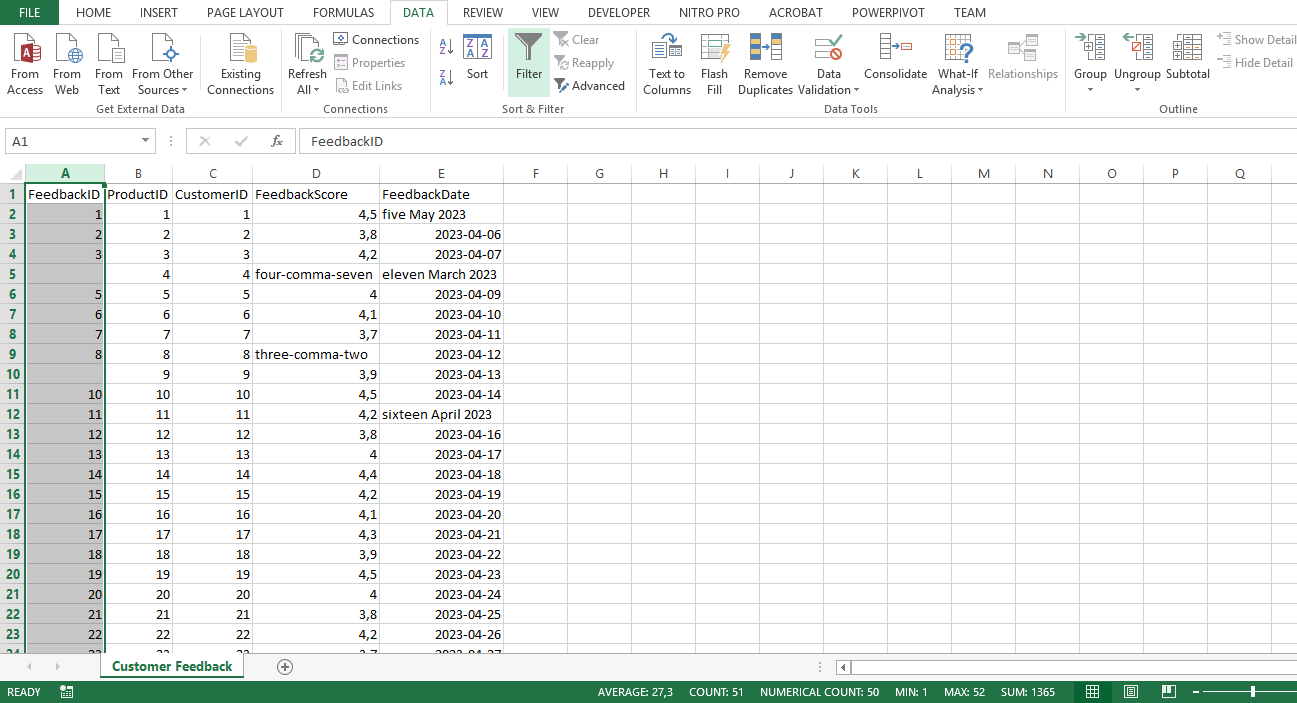 FILE HOME INSERT PAGE LAYOUT FORMULAS DATA REVIEW VIEW DEVELOPER NITRO PRO ACROBAT POWERPIVOT TEAM
From Access
From Web
From Text
From Other Sources
Existing Connections
Get External Data
Refresh All
Connections
Properties
Edit Links
Connections
Sort
Filter
Clear
Reapply
Advanced
Sort & Filter
Text to Columns
Flash Fill
Remove Duplicates
Data Validation
Consolidate
What-If Analysis
Relationships
Data Tools
Group
Ungroup
Subtotal
Show Detail
Hide Detail
Outline
A1 fx FeedbackID
A B C D E F G H I J K L M N O P Q
1 FeedbackID ProductID CustomerID FeedbackScore FeedbackDate
2 1 1 1 4,5 five May 2023
3 2 2 2 3,8 2023-04-06
4 3 3 3 4,2 2023-04-07
5 4 4 four-comma-seven eleven March 2023
6 5 5 5 4 2023-04-09
7 6 6 6 4,1 2023-04-10
8 7 7 7 3,7 2023-04-11
9 8 8 8 three-comma-two 2023-04-12
10 9 9 3,9 2023-04-13
11 10 10 10 4,5 2023-04-14
12 11 11 11 4,2 sixteen April 2023
13 12 12 12 3,8 2023-04-16
14 13 13 13 4 2023-04-17
15 14 14 14 4,4 2023-04-18
16 15 15 15 4,2 2023-04-19
17 16 16 16 4,1 2023-04-20
18 17 17 17 4,3 2023-04-21
19 18 18 18 3,9 2023-04-22
20 19 19 19 4,5 2023-04-23
21 20 20 20 4 2023-04-24
22 21 21 21 3,8 2023-04-25
23 22 22 22 4,2 2023-04-26
Customer Feedback
READY AVERAGE: 27,3 COUNT: 51 NUMERICAL COUNT: 50 MIN: 1 MAX: 52 SUM: 1365